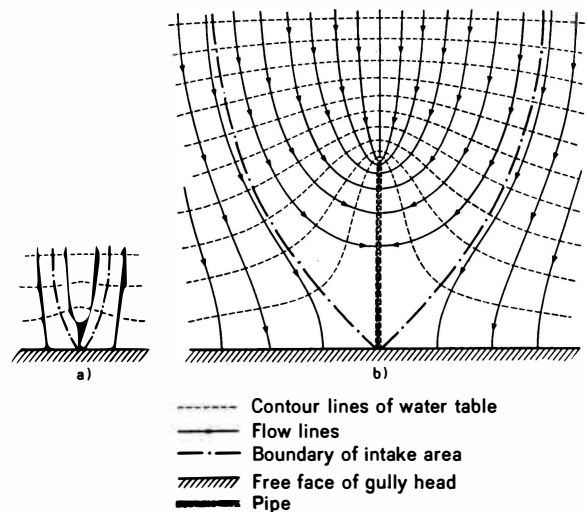 a)
b)
Contour lines of water table
Flow lines
Boundary of intake area
Free face of gully head
Pipe